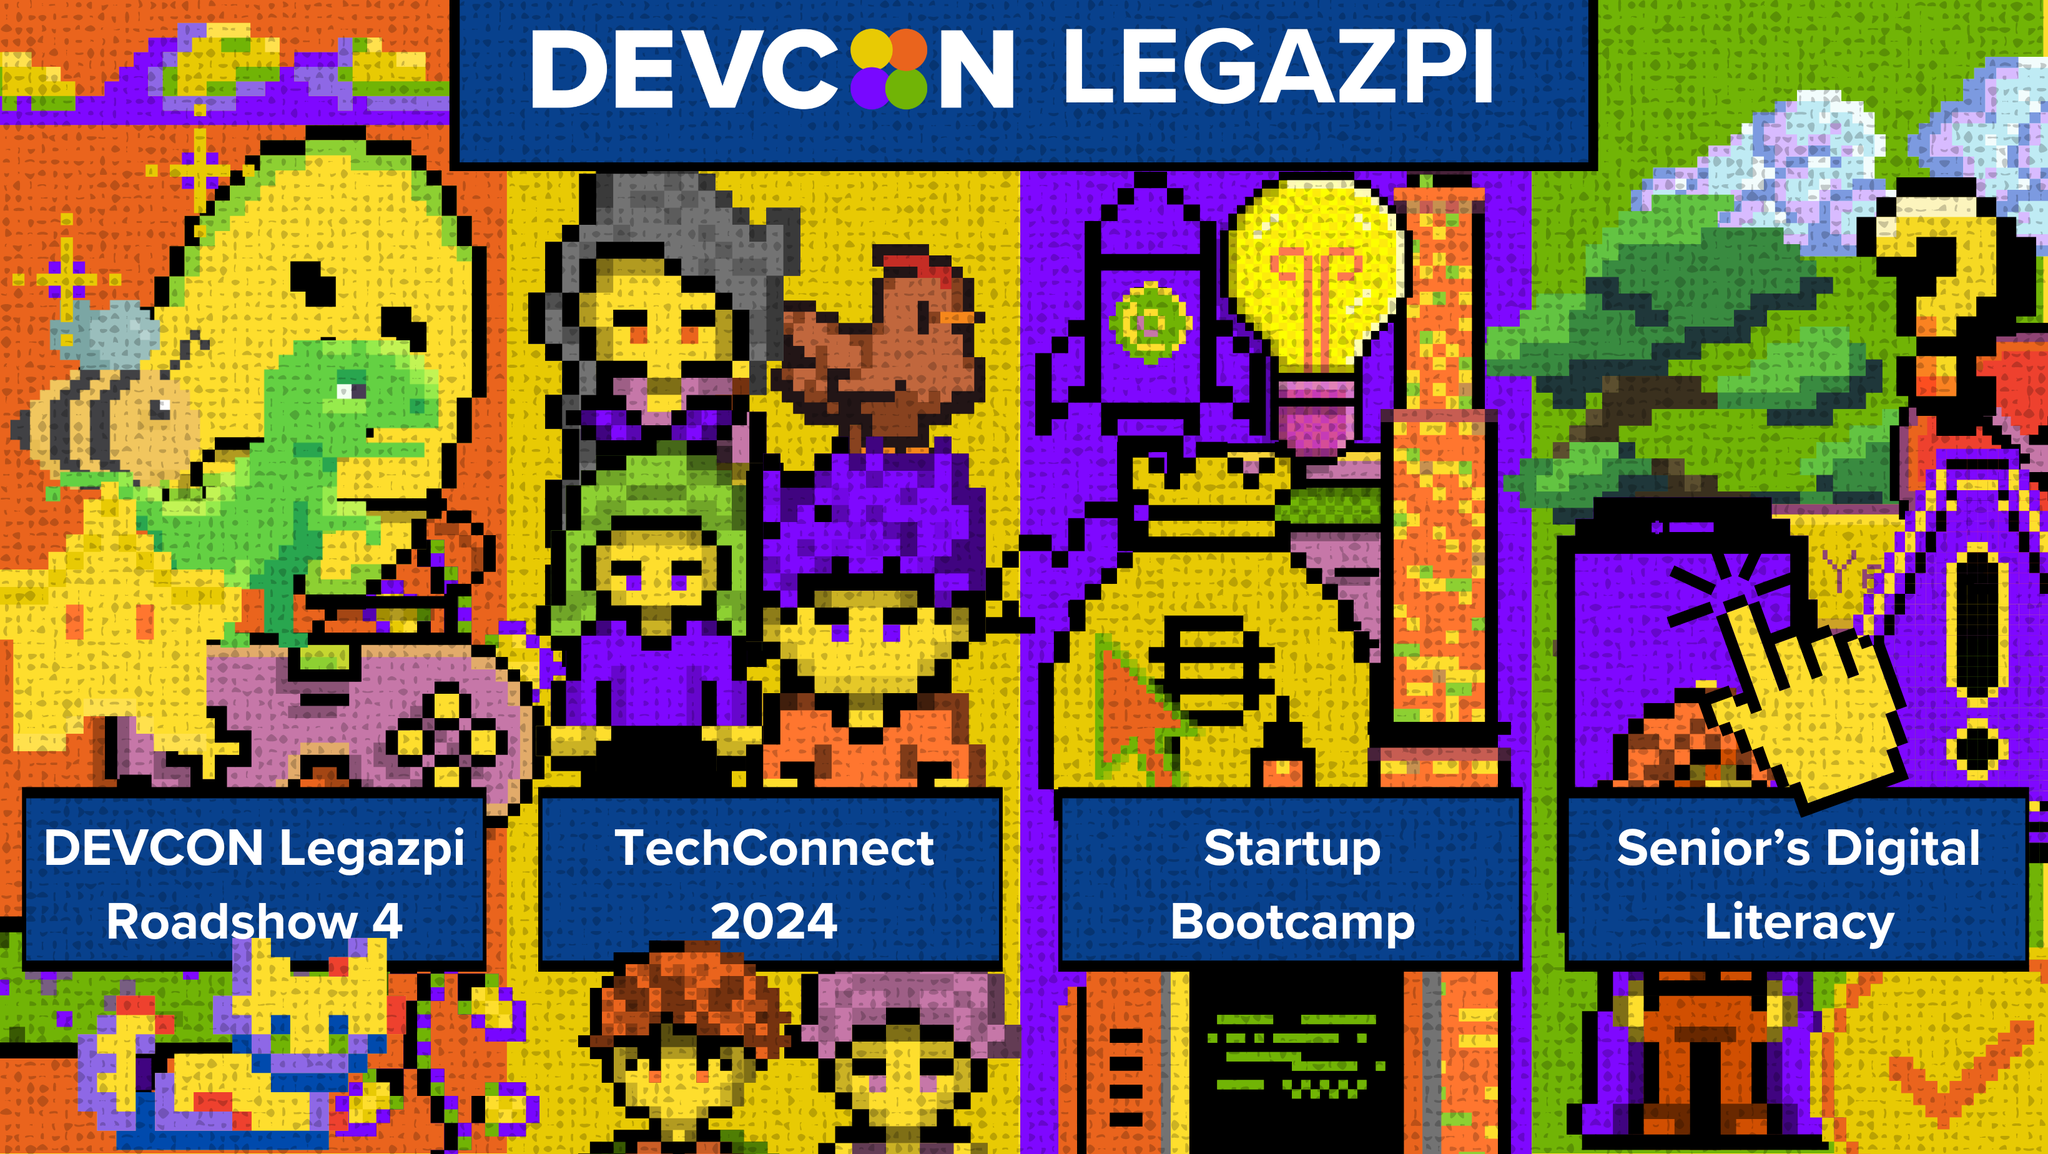 DEVCON LEGAZPI
DEVCON Legazpi
Roadshow 4
TechConnect
2024
Startup
Bootcamp
Senior’s Digital
Literacy